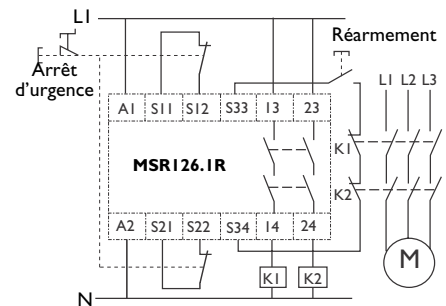 L1
Réarmement
Arrêt
d'urgence
L1 L2 L3
A1 S11 S12 S33 13 23
MSR126.1R
K1
K2
A2 S21 S22 S34 14 24
K1 K2
M
N